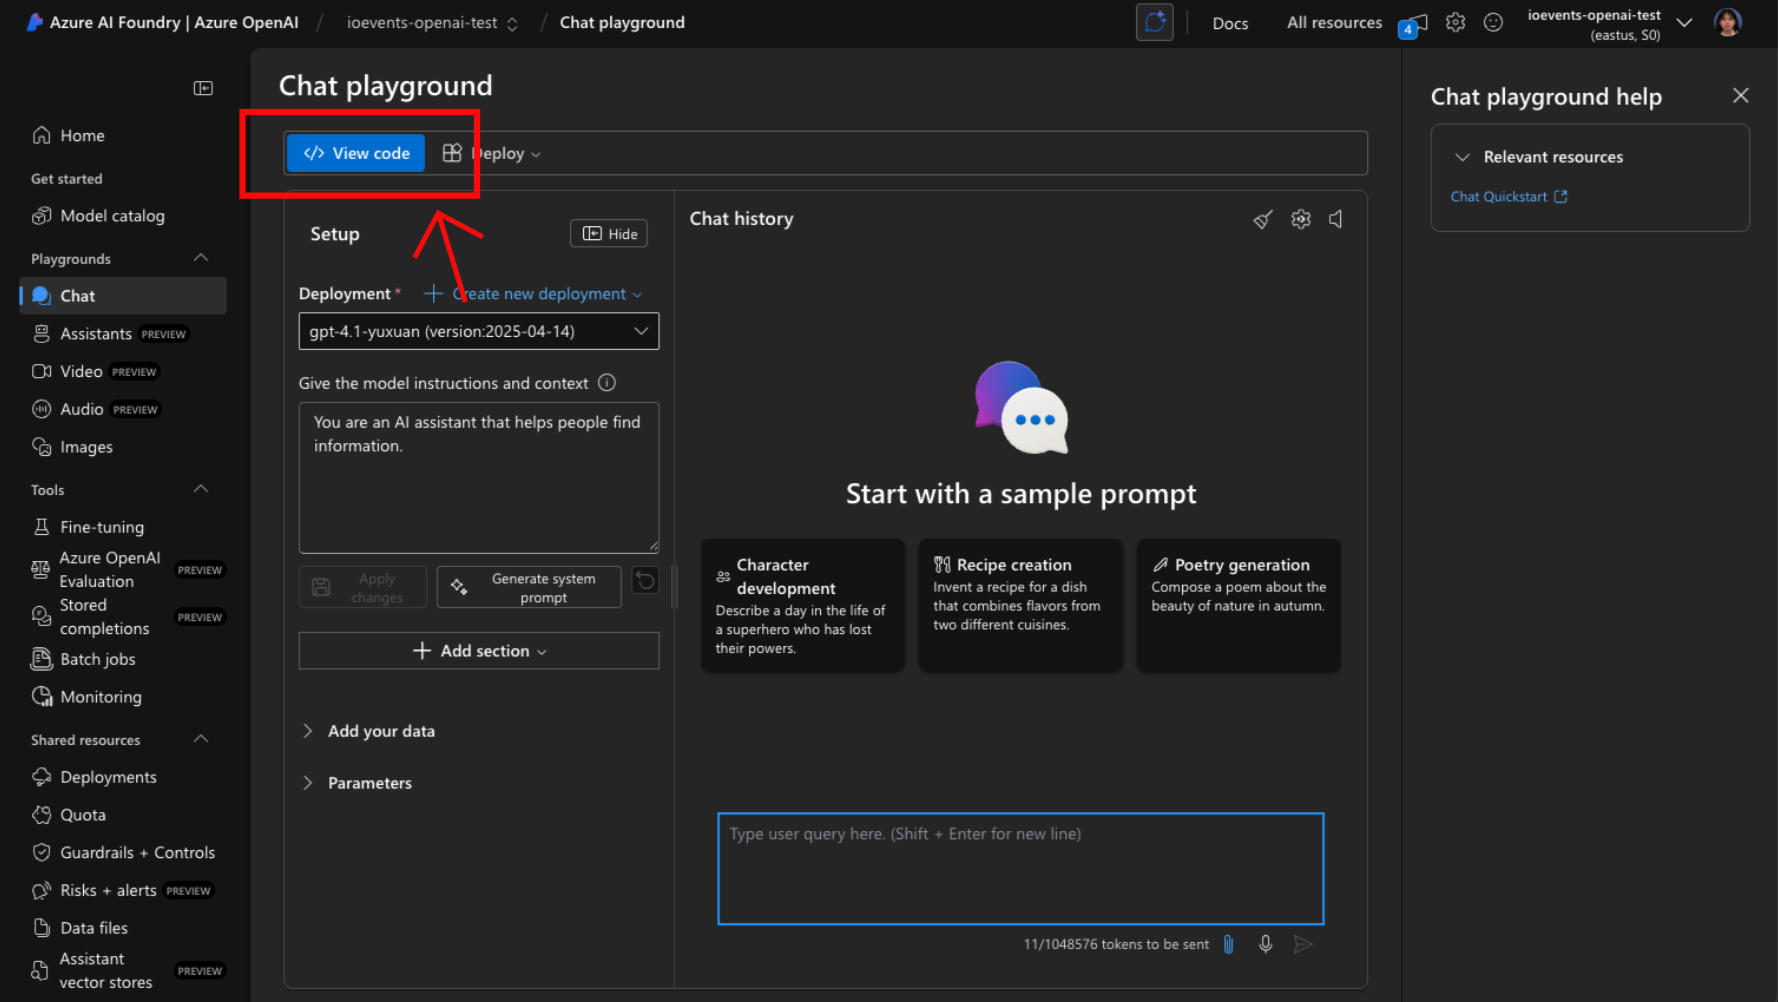 Azure AI Foundry | Azure OpenAI / ioevents-openai-test / Chat playground
Docs
All resources
4
ioevents-openai-test
(eastus, S0)
Home
Get started
Model catalog
Playgrounds
Chat
Assistants PREVIEW
Video PREVIEW
Audio PREVIEW
Images
Tools
Fine-tuning
Azure OpenAI
Evaluation PREVIEW
Stored
completions PREVIEW
Batch jobs
Monitoring
Shared resources
Deployments
Quota
Guardrails + Controls
Risks + alerts PREVIEW
Data files
Assistant
vector stores PREVIEW
Chat playground
</> View code
Deploy
Setup
Hide
Deployment * + Create new deployment
gpt-4.1-yuxuan (version:2025-04-14)
Give the model instructions and context
You are an AI assistant that helps people find
information.
Apply
changes
Generate system
prompt
+ Add section
Add your data
Parameters
Chat history
Start with a sample prompt
Character
development
Describe a day in the life of
a superhero who has lost
their powers.
Recipe creation
Invent a recipe for a dish
that combines flavors from
two different cuisines.
Poetry generation
Compose a poem about the
beauty of nature in autumn.
Type user query here. (Shift + Enter for new line)
11/1048576 tokens to be sent
Chat playground help
Relevant resources
Chat Quickstart